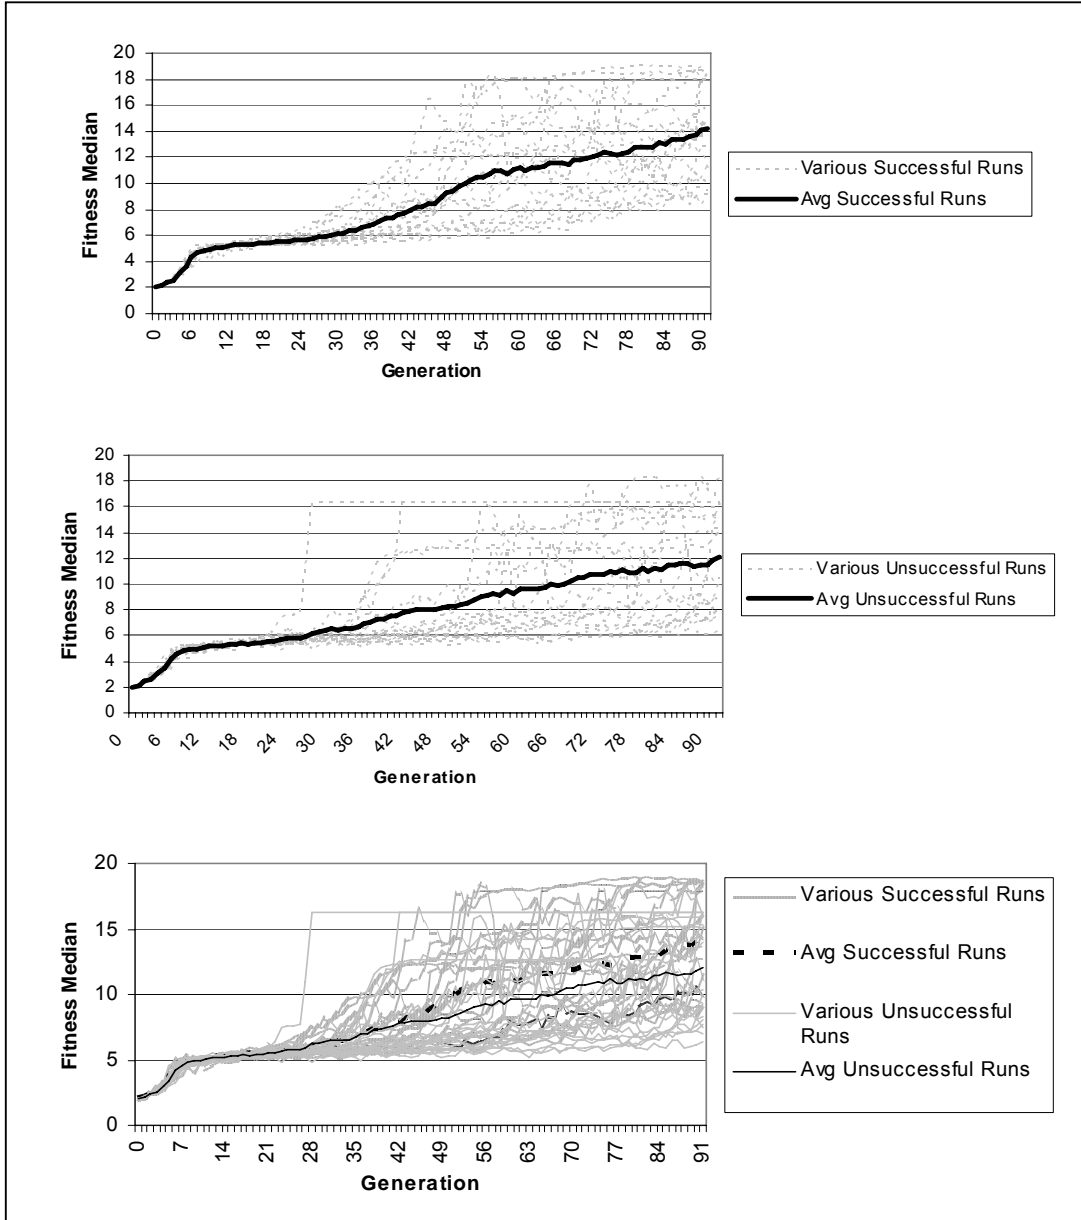 20
18
16
14
12
10
8
6
4
2
0
Fitness Median
0 6 12 18 24 30 36 42 48 54 60 66 72 78 84 90
Generation
Various Successful Runs
Avg Successful Runs
20
18
16
14
12
10
8
6
4
2
0
Fitness Median
0 6 12 18 24 30 36 42 48 54 60 66 72 78 84 90
Generation
Various Unsuccessful Runs
Avg Unsuccessful Runs
20
15
10
5
0
Fitness Median
0 7 14 21 28 35 42 49 56 63 70 77 84 91
Generation
Various Successful Runs
Avg Successful Runs
Various Unsuccessful
Runs
Avg Unsuccessful Runs